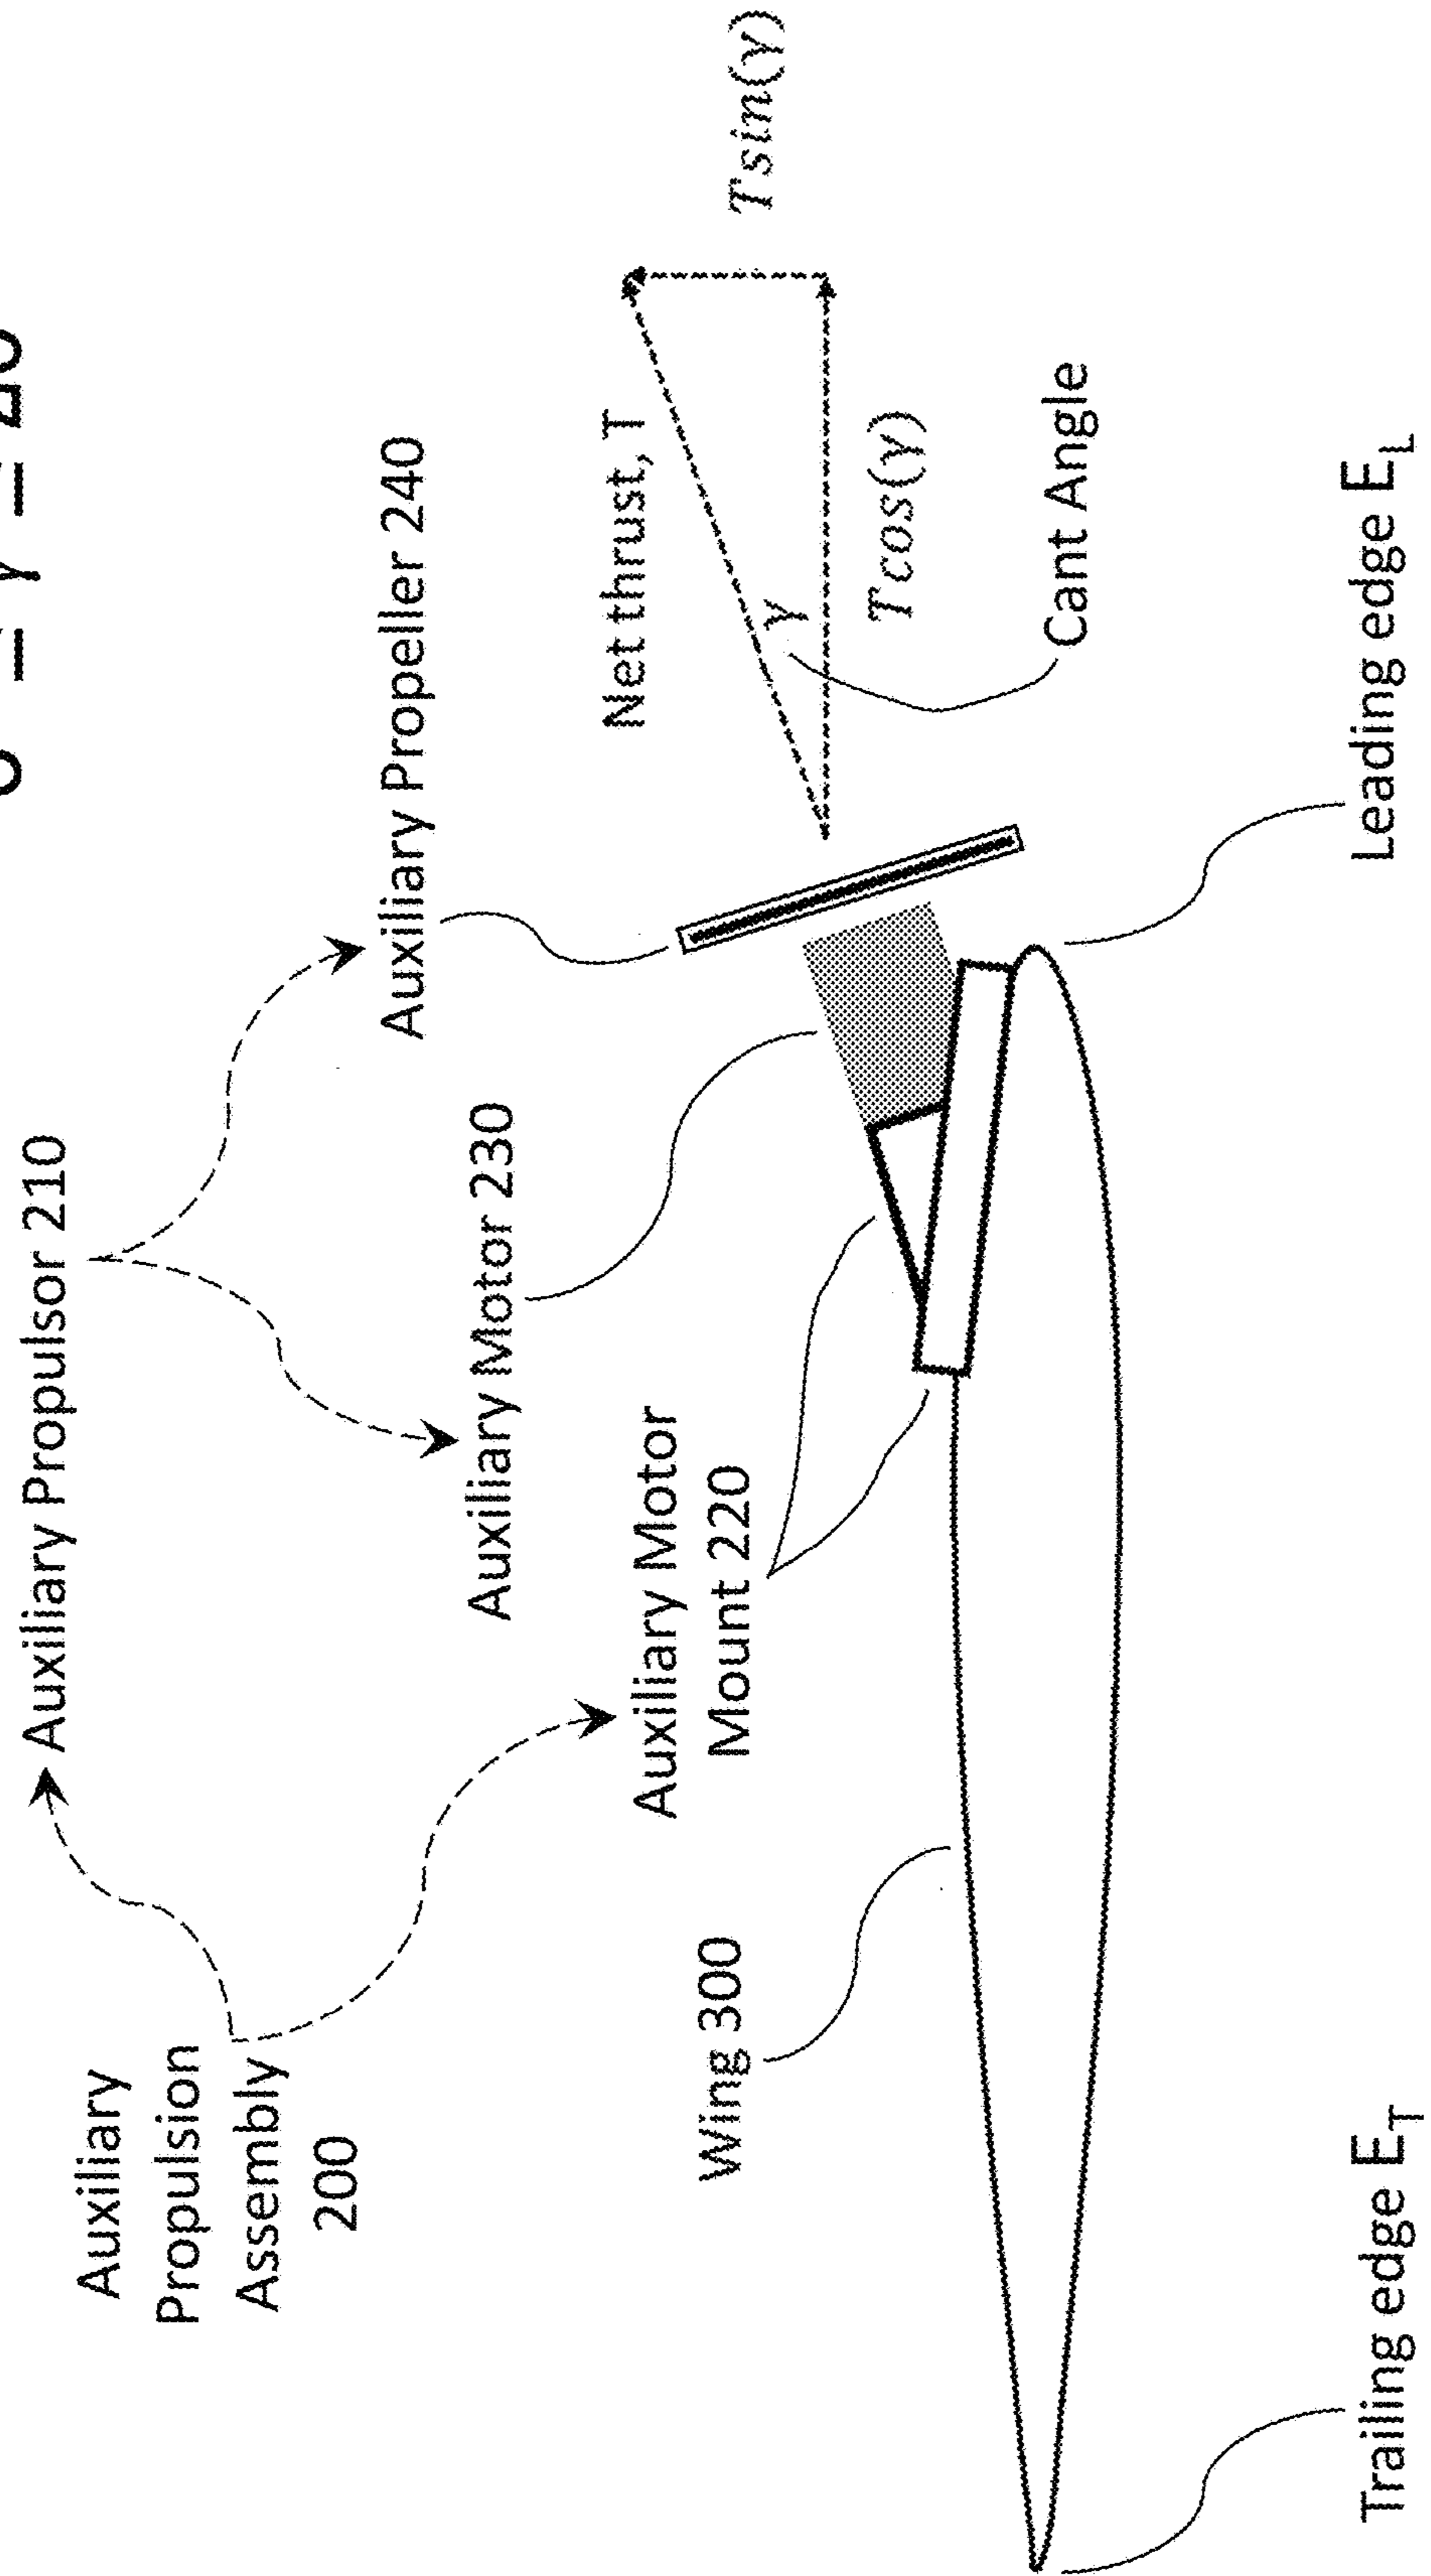 Auxiliary
Propulsion
Assembly
200
Auxiliary Propulsor 210
Auxiliary Propeller 240
Auxiliary Motor 230
Auxiliary Motor
Mount 220
Wing 300
Net thrust, T
γ
Tsin(γ)
Tcos(γ)
Cant Angle
Trailing edge E_T
Leading edge E_L